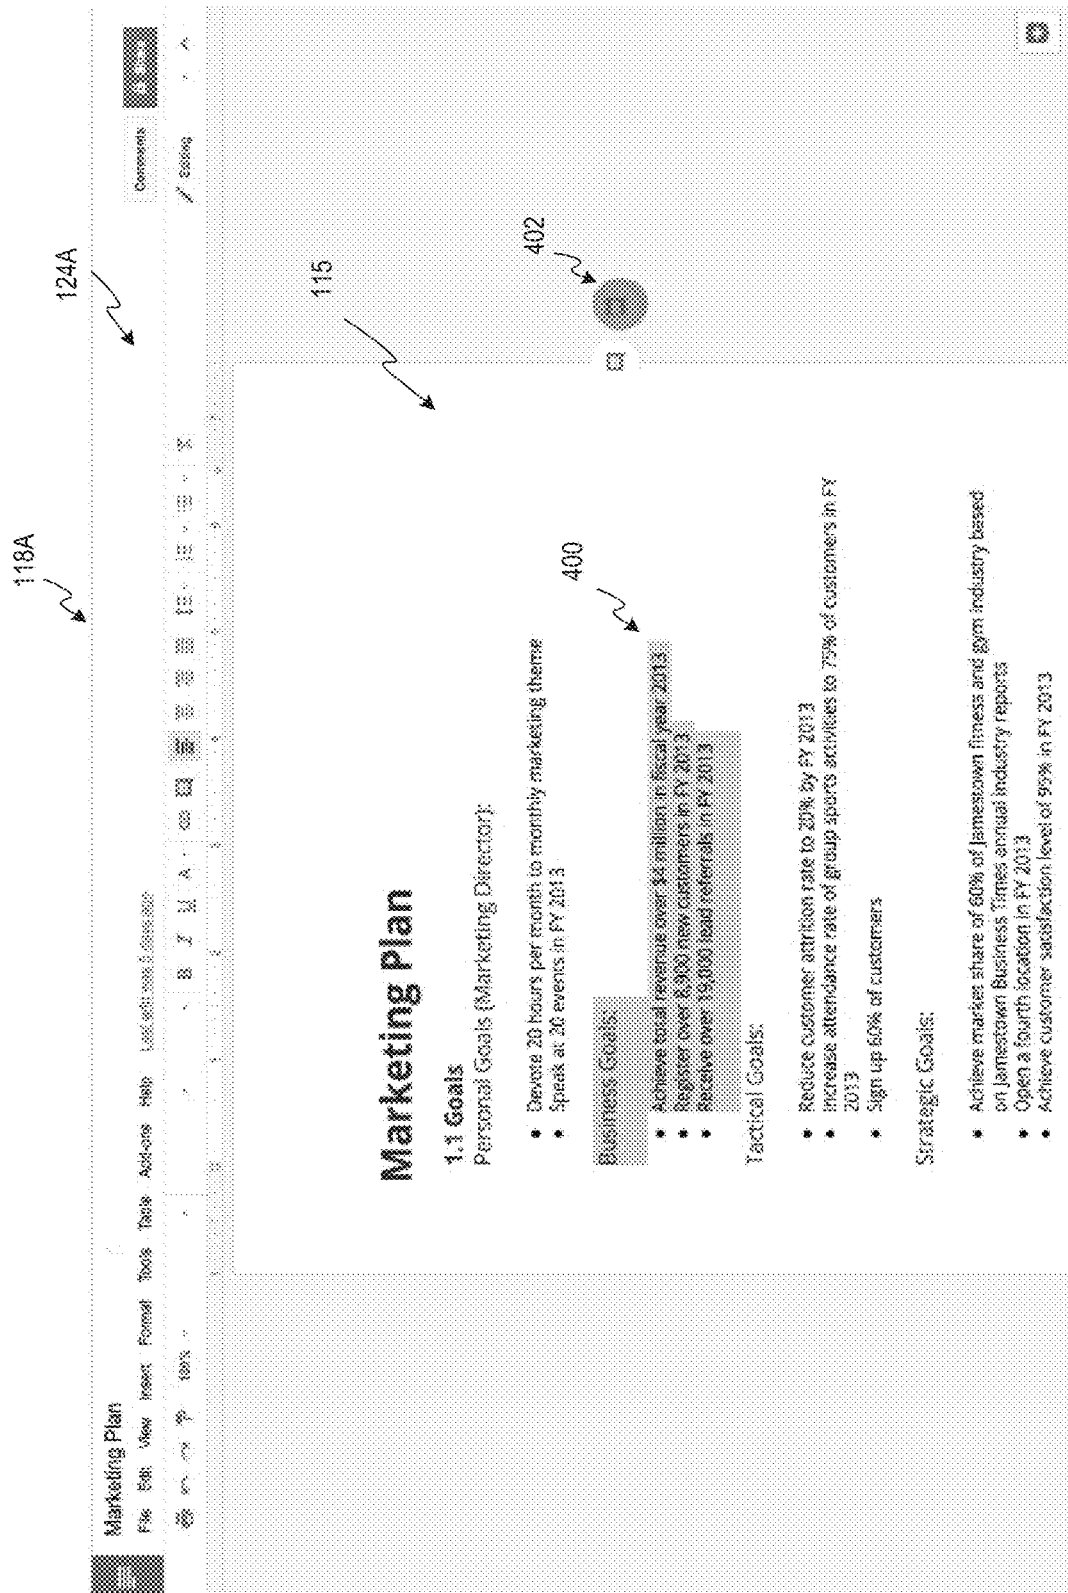 118A
124A
Marketing Plan
File Edit View Insert Format Tools Table Add-ons Help Last edit was
Comments
100%
B I U A
Editing
115
402
400
Marketing Plan
1.1 Goals
Personal Goals (Marketing Director):
• Devote 20 hours per month to monthly marketing theme
• Speak at 20 events in FY 2013
Business Goals:
• Achieve total revenue over $4 million in fiscal year 2013
• Register over 8,900 new customers in FY 2013
• Receive over 19,000 lead referrals in FY 2013
Tactical Goals:
• Reduce customer attrition rate to 20% by FY 2013
• Increase attendance rate of group sports activities to 75% of customers in FY
2013
• Sign up 60% of customers
Strategic Goals:
• Achieve market share of 60% of Jamestown fitness and gym industry based
on Jamestown Business Times annual industry reports
• Open a fourth location in FY 2013
• Achieve customer satisfaction level of 95% in FY 2013